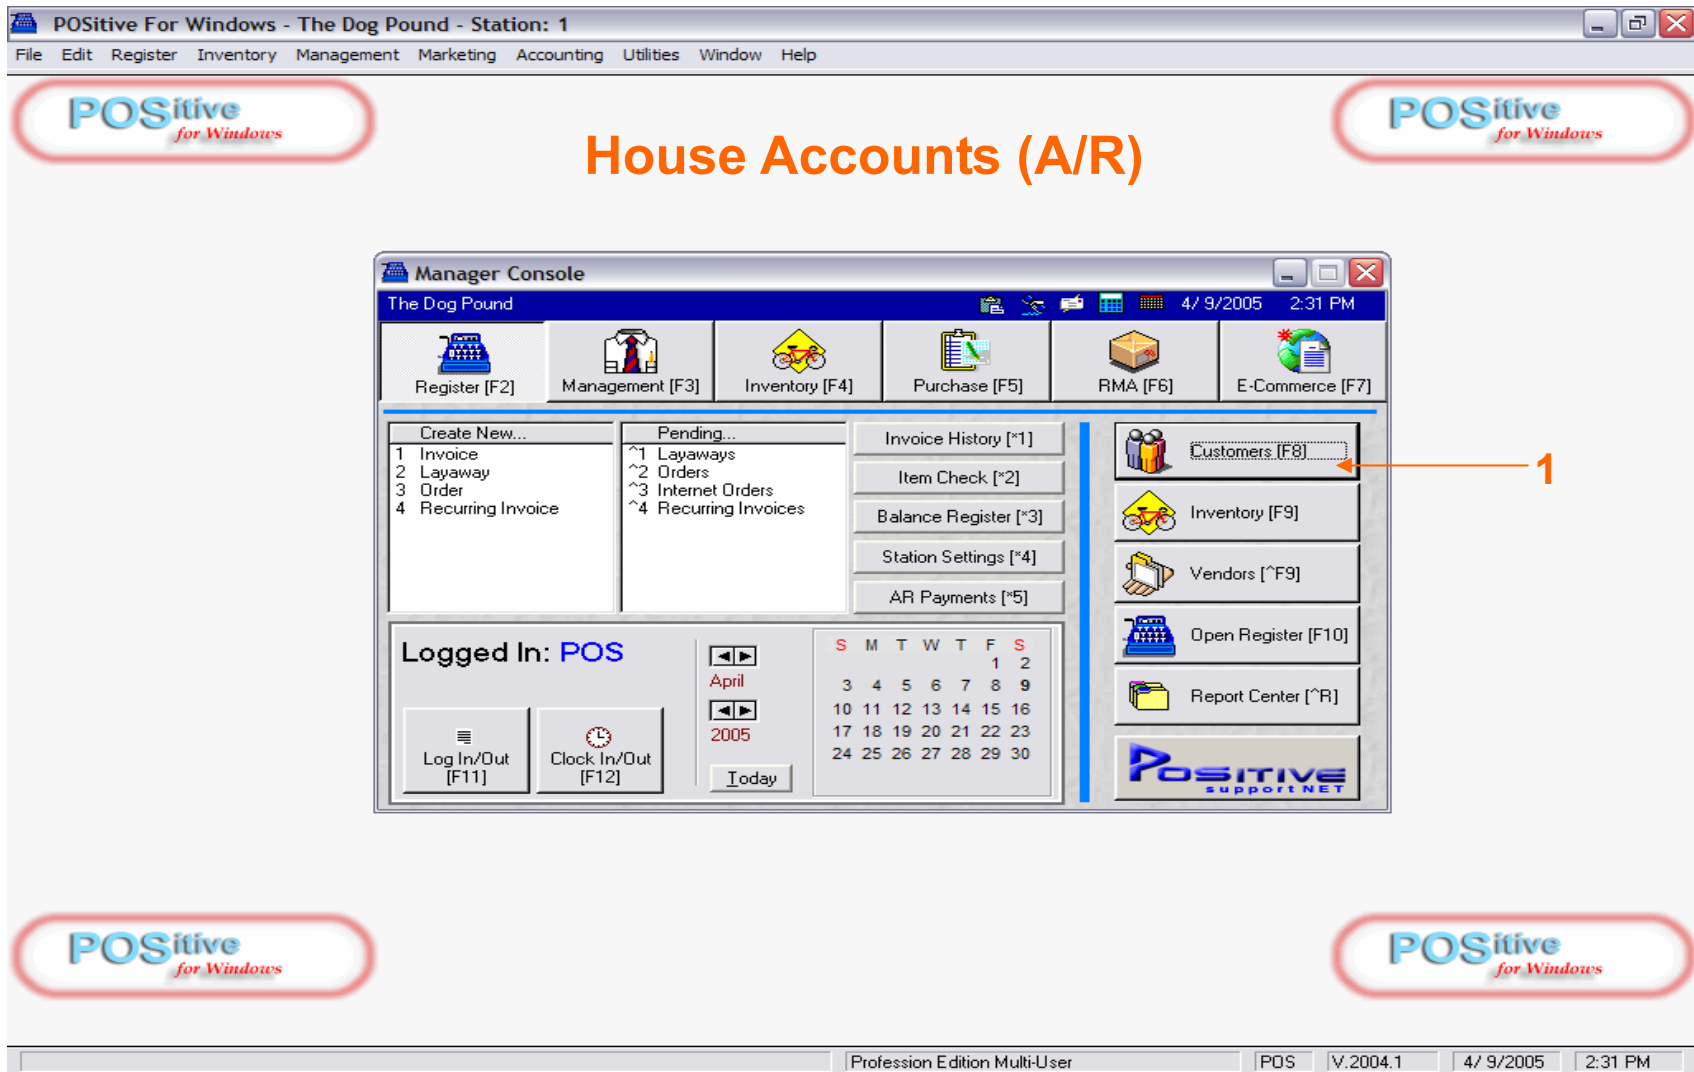 POSitive For Windows - The Dog Pound - Station: 1
File Edit Register Inventory Management Marketing Accounting Utilities Window Help
POSitive
for Windows
POSitive
for Windows
House Accounts (A/R)
Manager Console
The Dog Pound 4/ 9/2005 2:31 PM
Register [F2] Management [F3] Inventory [F4] Purchase [F5] RMA [F6] E-Commerce [F7]
Create New...
1 Invoice
2 Layaway
3 Order
4 Recurring Invoice
Pending...
^1 Layaways
^2 Orders
^3 Internet Orders
^4 Recurring Invoices
Invoice History [*1]
Item Check [*2]
Balance Register [*3]
Station Settings [*4]
AR Payments [*5]
Customers [F8]
1
Inventory [F9]
Vendors [^F9]
Open Register [F10]
Report Center [^R]
POSITIVE
support NET
Logged In: POS
Log In/Out
[F11]
Clock In/Out
[F12]
April
2005
Today
S M T W T F S
1 2
3 4 5 6 7 8 9
10 11 12 13 14 15 16
17 18 19 20 21 22 23
24 25 26 27 28 29 30
POSitive
for Windows
POSitive
for Windows
Profession Edition Multi-User POS V.2004.1 4/ 9/2005 2:31 PM